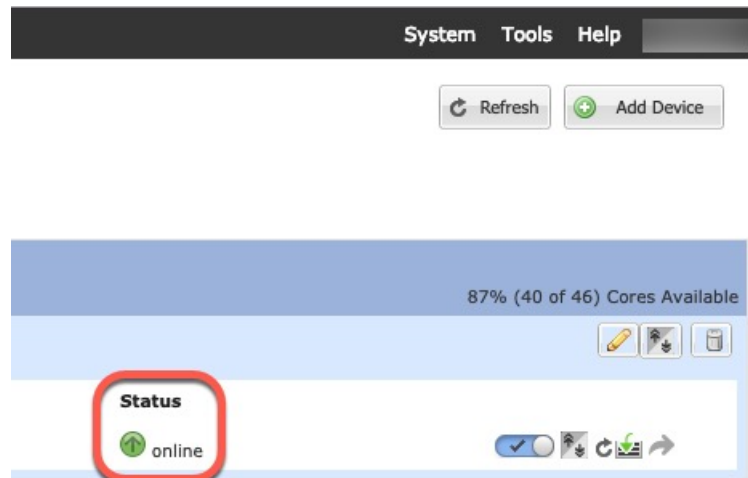 System Tools Help
Refresh Add Device
87% (40 of 46) Cores Available
Status
online